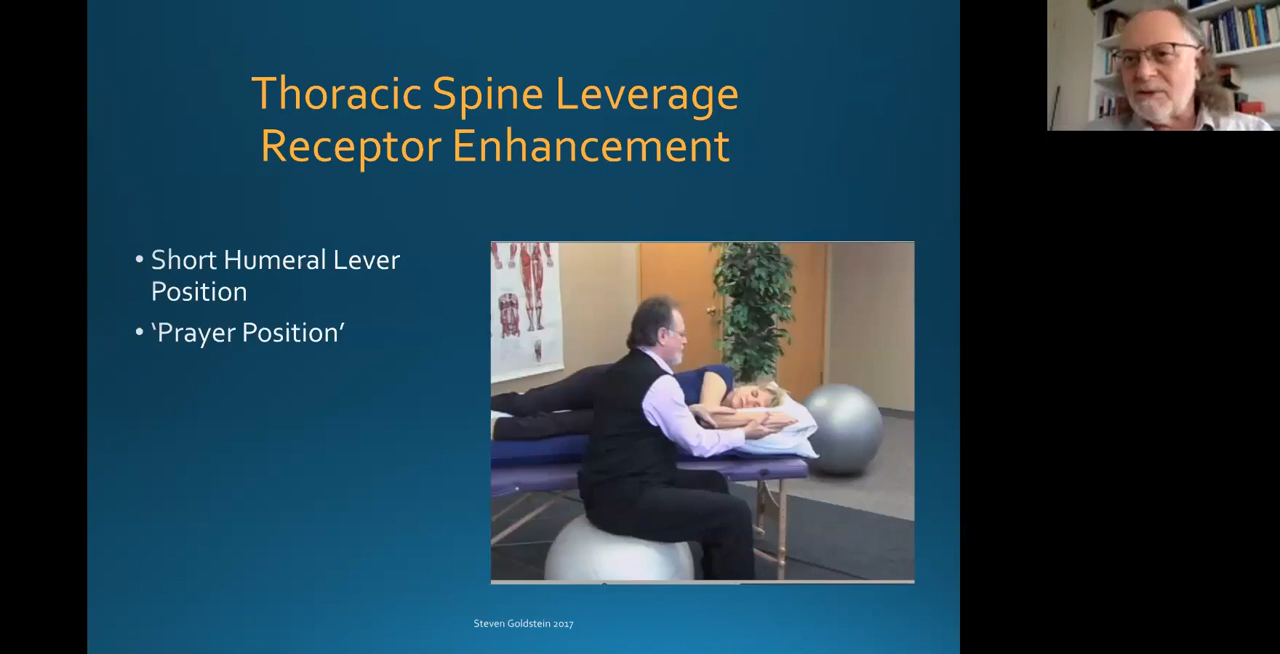 Thoracic Spine Leverage
Receptor Enhancement
• Short Humeral Lever
Position
• ‘Prayer Position’
Steven Goldstein 2017